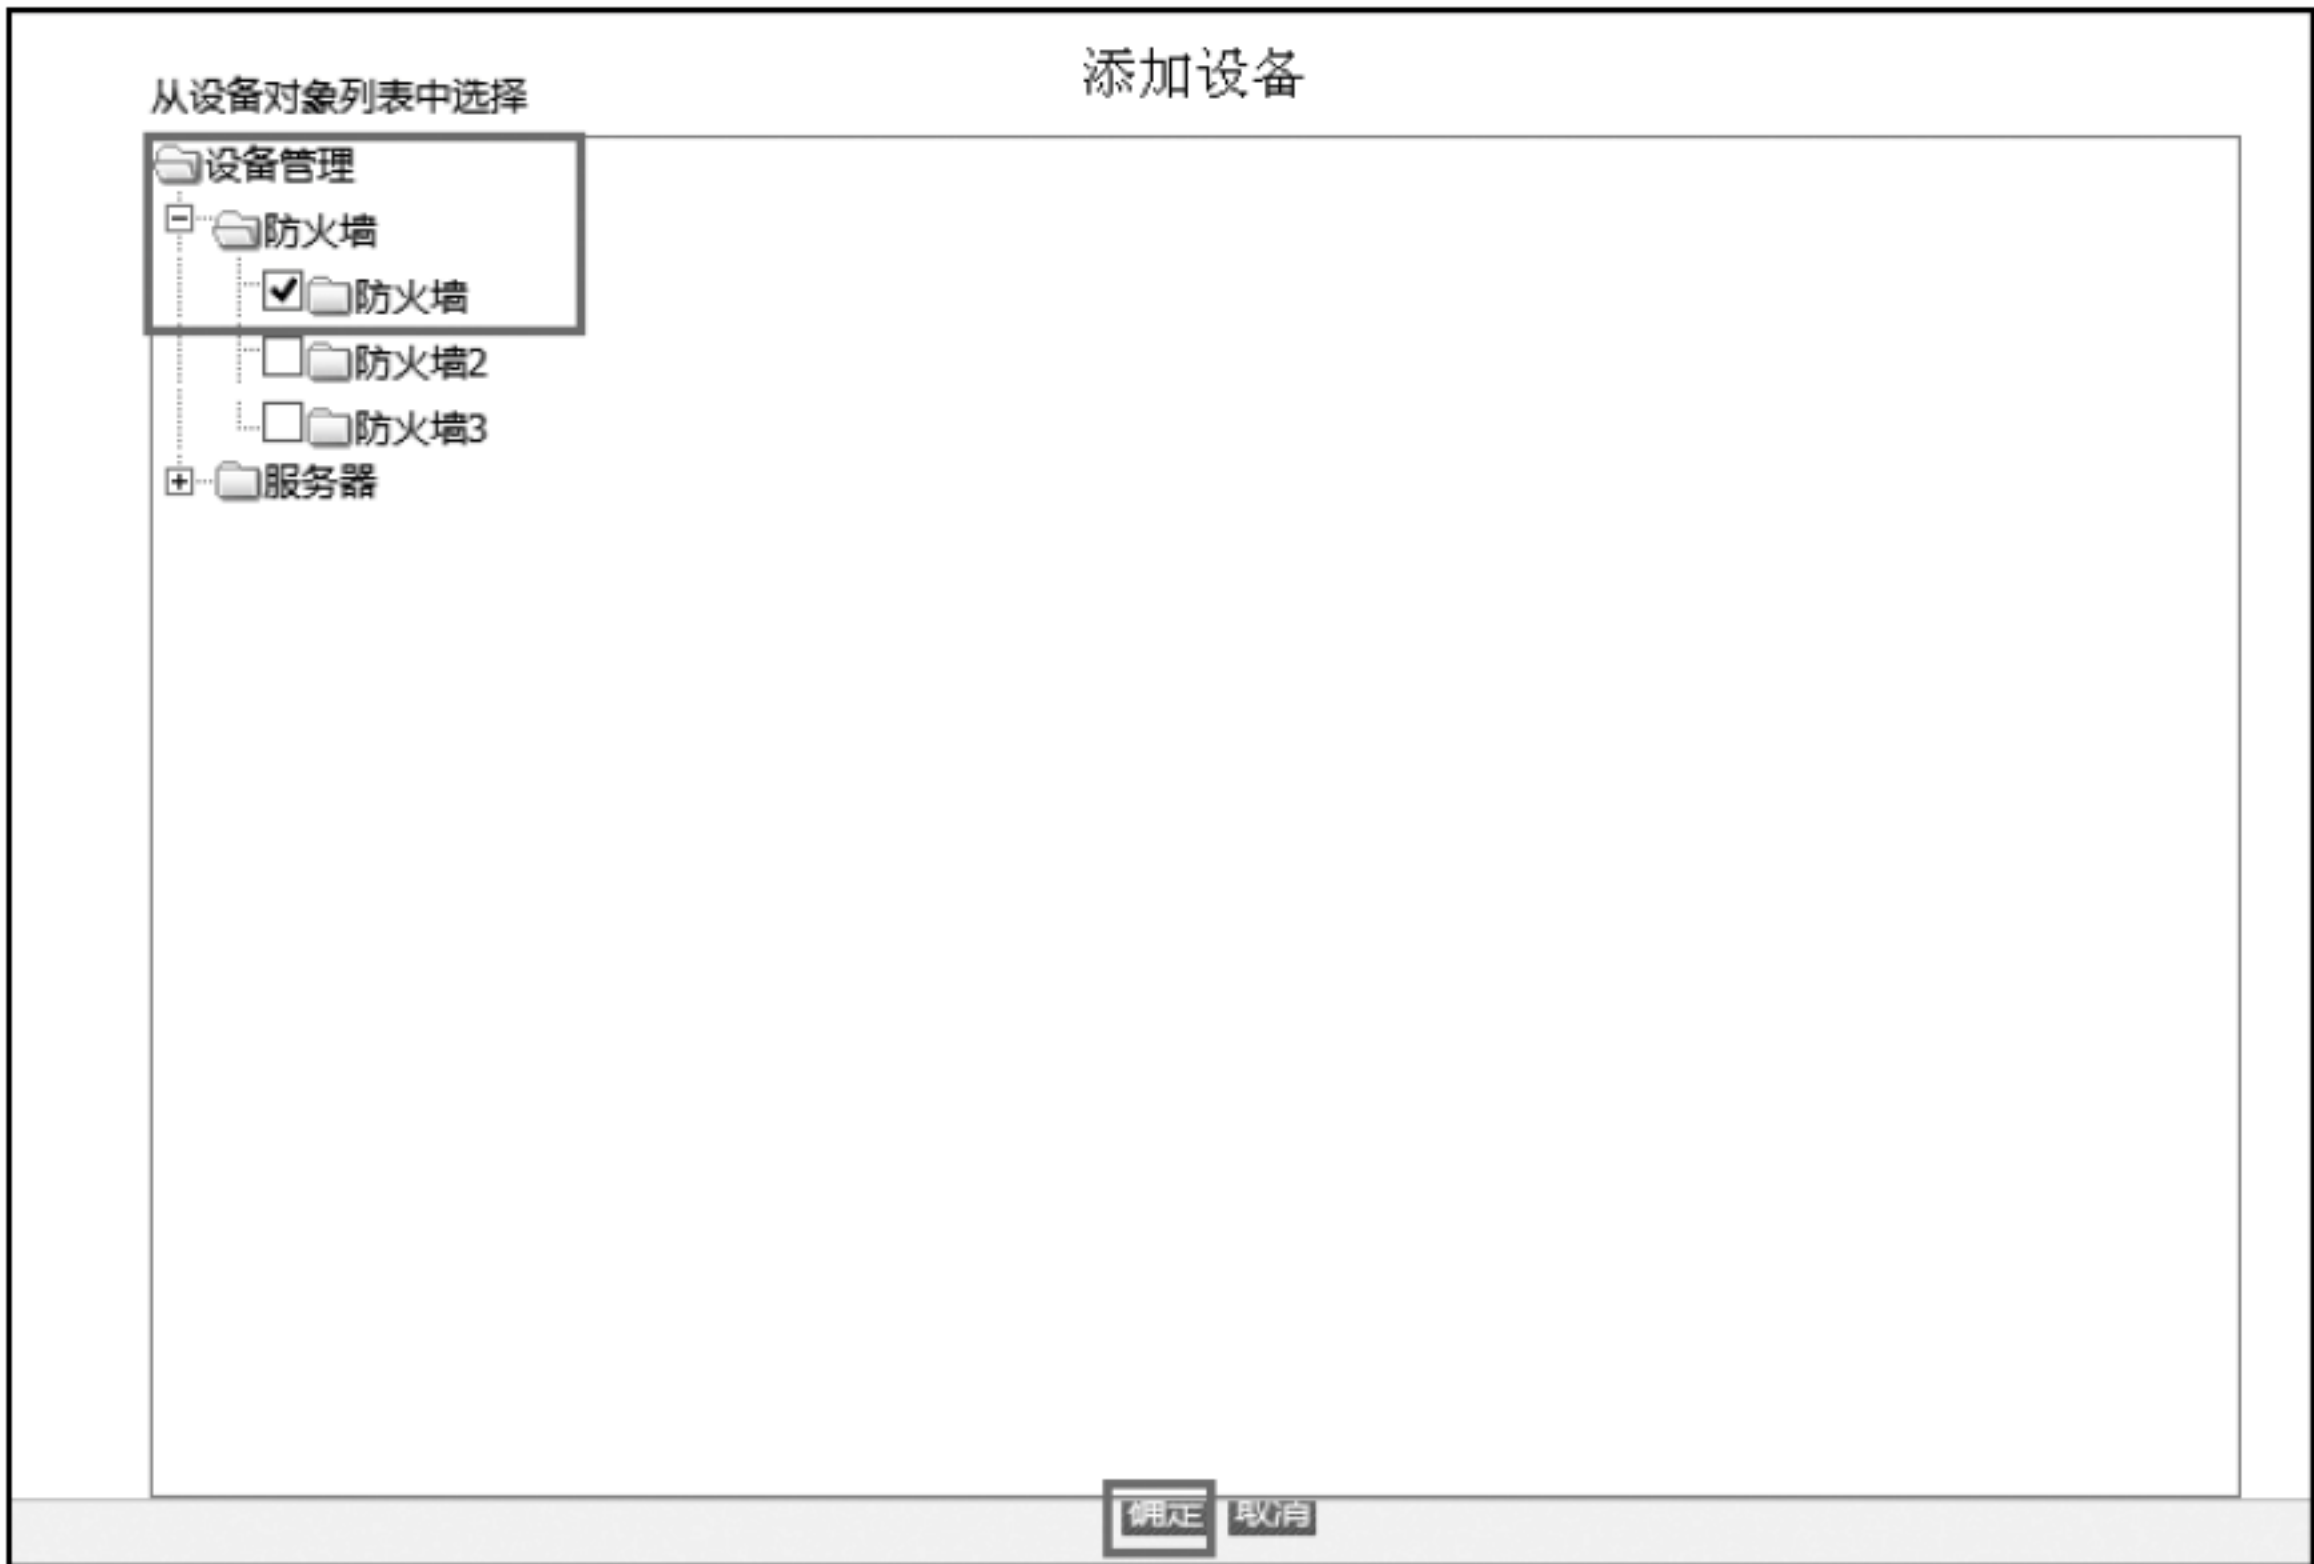 添加设备
从设备对象列表中选择
设备管理
防火墙
防火墙
防火墙2
防火墙3
服务器
确定 取消